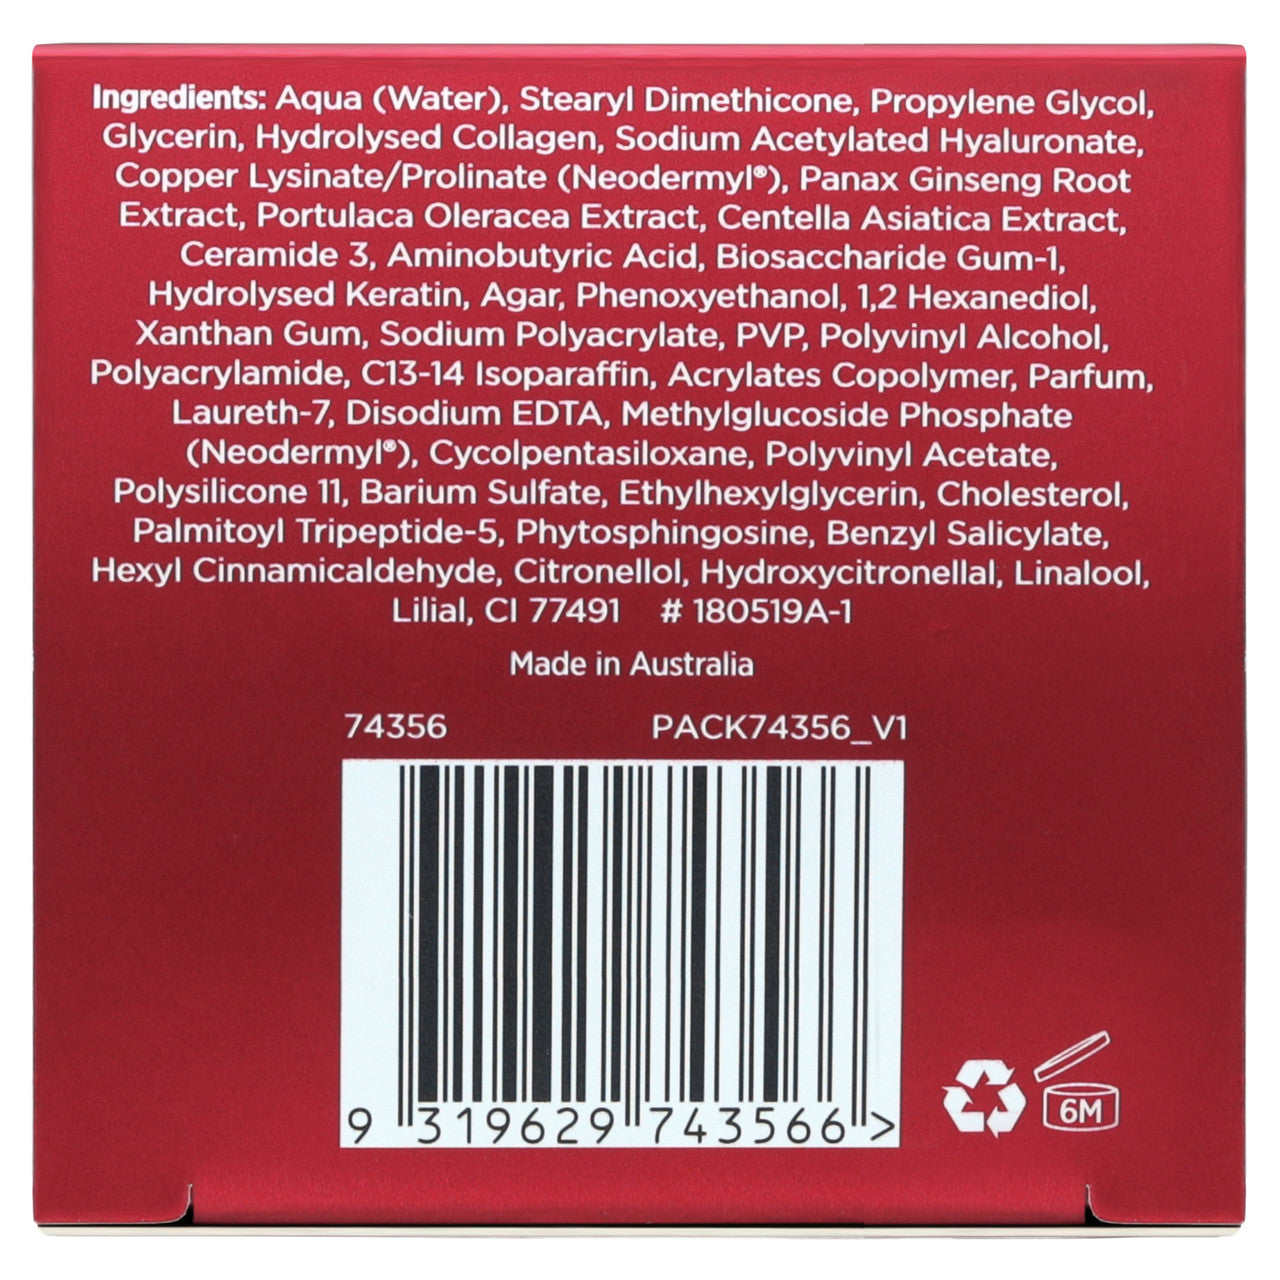 Ingredients: Aqua (Water), Stearyl Dimethicone, Propylene Glycol,
Glycerin, Hydrolysed Collagen, Sodium Acetylated Hyaluronate,
Copper Lysinate/Prolinate (Neodermyl®), Panax Ginseng Root
Extract, Portulaca Oleracea Extract, Centella Asiatica Extract,
Ceramide 3, Aminobutyric Acid, Biosaccharide Gum-1,
Hydrolysed Keratin, Agar, Phenoxyethanol, 1,2 Hexanediol,
Xanthan Gum, Sodium Polyacrylate, PVP, Polyvinyl Alcohol,
Polyacrylamide, C13-14 Isoparaffin, Acrylates Copolymer, Parfum,
Laureth-7, Disodium EDTA, Methylglucoside Phosphate
(Neodermyl®), Cycolpentasiloxane, Polyvinyl Acetate,
Polysilicone 11, Barium Sulfate, Ethylhexylglycerin, Cholesterol,
Palmitoyl Tripeptide-5, Phytosphingosine, Benzyl Salicylate,
Hexyl Cinnamicaldehyde, Citronellol, Hydroxycitronellal, Linalool,
Lilial, CI 77491 # 180519A-1
Made in Australia
74356 PACK74356_V1
9 319629 743566 >
6M